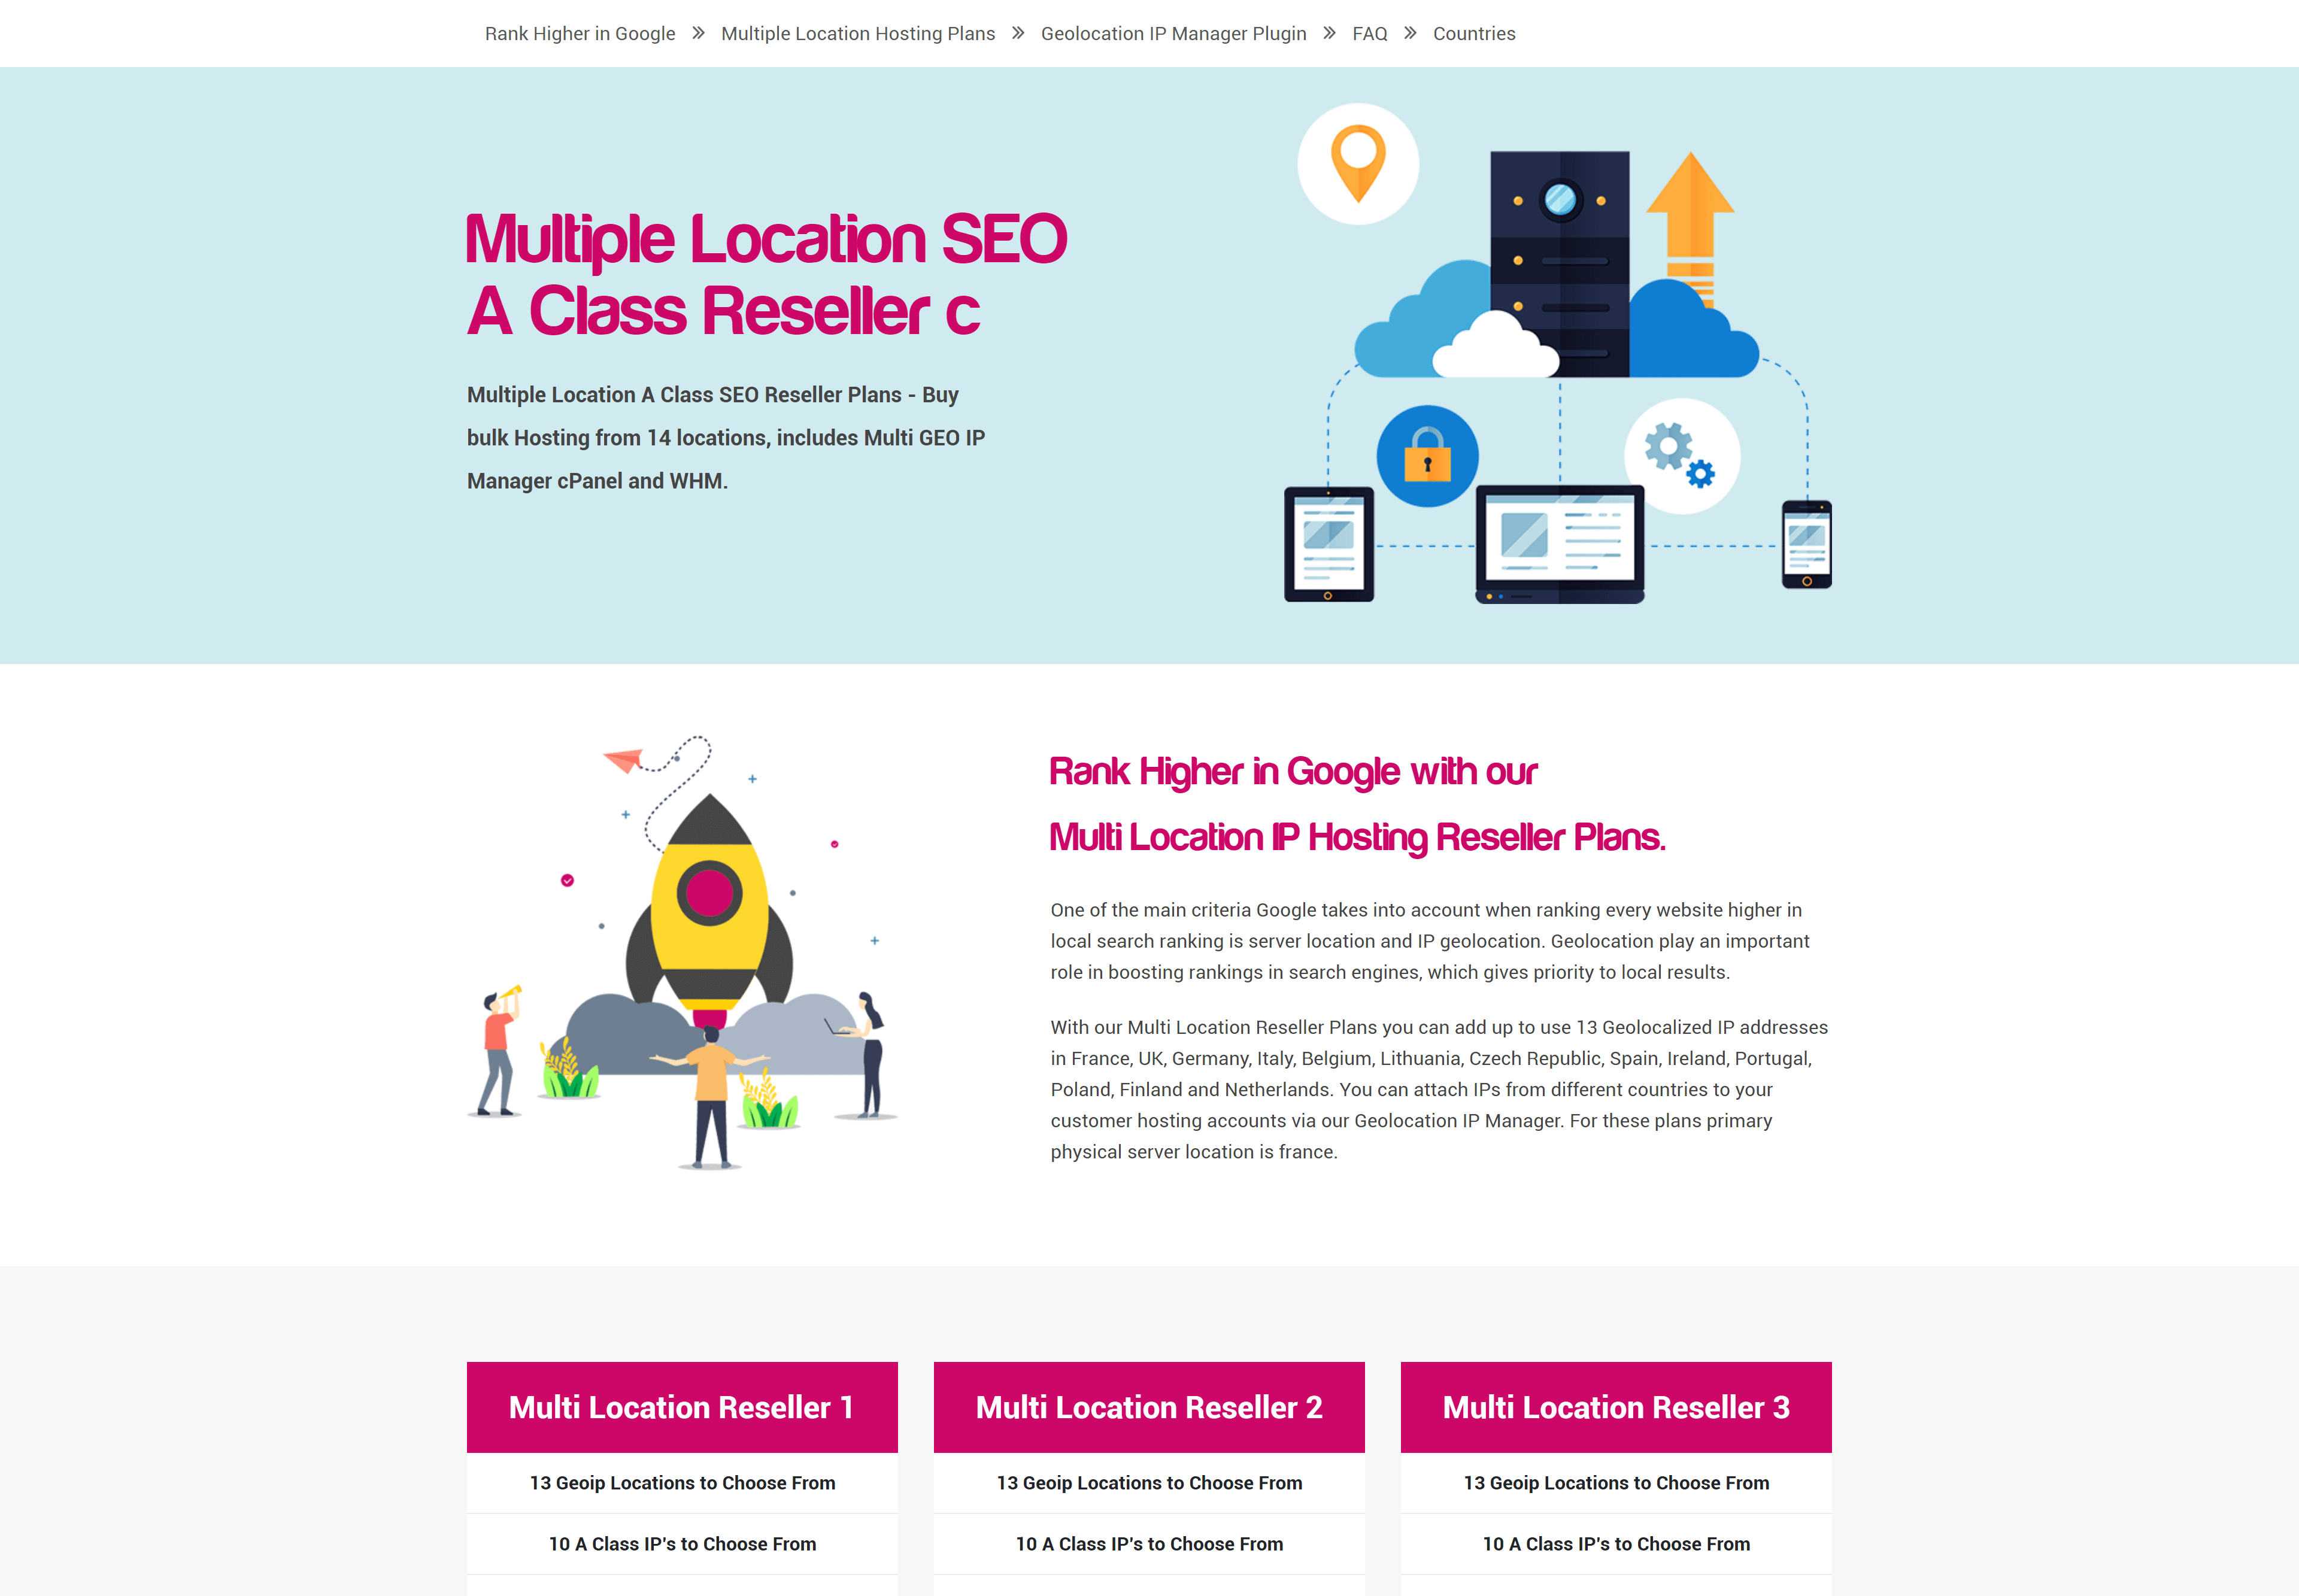 Rank Higher in Google » Multiple Location Hosting Plans » Geolocation IP Manager Plugin » FAQ » Countries
Multiple Location SEO
A Class Reseller c
Multiple Location A Class SEO Reseller Plans - Buy
bulk Hosting from 14 locations, includes Multi GEO IP
Manager cPanel and WHM.
Rank Higher in Google with our
Multi Location IP Hosting Reseller Plans.
One of the main criteria Google takes into account when ranking every website higher in
local search ranking is server location and IP geolocation. Geolocation play an important
role in boosting rankings in search engines, which gives priority to local results.
With our Multi Location Reseller Plans you can add up to use 13 Geolocalized IP addresses
in France, UK, Germany, Italy, Belgium, Lithuania, Czech Republic, Spain, Ireland, Portugal,
Poland, Finland and Netherlands. You can attach IPs from different countries to your
customer hosting accounts via our Geolocation IP Manager. For these plans primary
physical server location is france.
Multi Location Reseller 1
13 Geoip Locations to Choose From
10 A Class IP's to Choose From
Multi Location Reseller 2
13 Geoip Locations to Choose From
10 A Class IP's to Choose From
Multi Location Reseller 3
13 Geoip Locations to Choose From
10 A Class IP's to Choose From